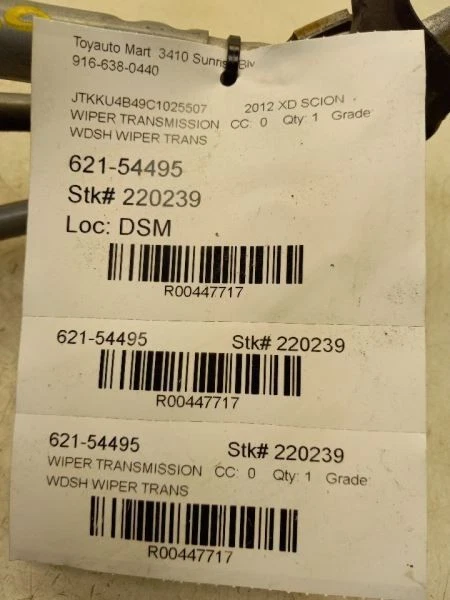 Toyauto Mart 3410 Sunrise Blv
916-638-0440
JTKKU4B49C1025507 2012 XD SCION
WIPER TRANSMISSION CC: 0 Qty: 1 Grade:
WDSH WIPER TRANS
621-54495
Stk# 220239
Loc: DSM
R00447717
621-54495 Stk# 220239
R00447717
621-54495 Stk# 220239
WIPER TRANSMISSION CC: 0 Qty: 1 Grade:
WDSH WIPER TRANS
R00447717